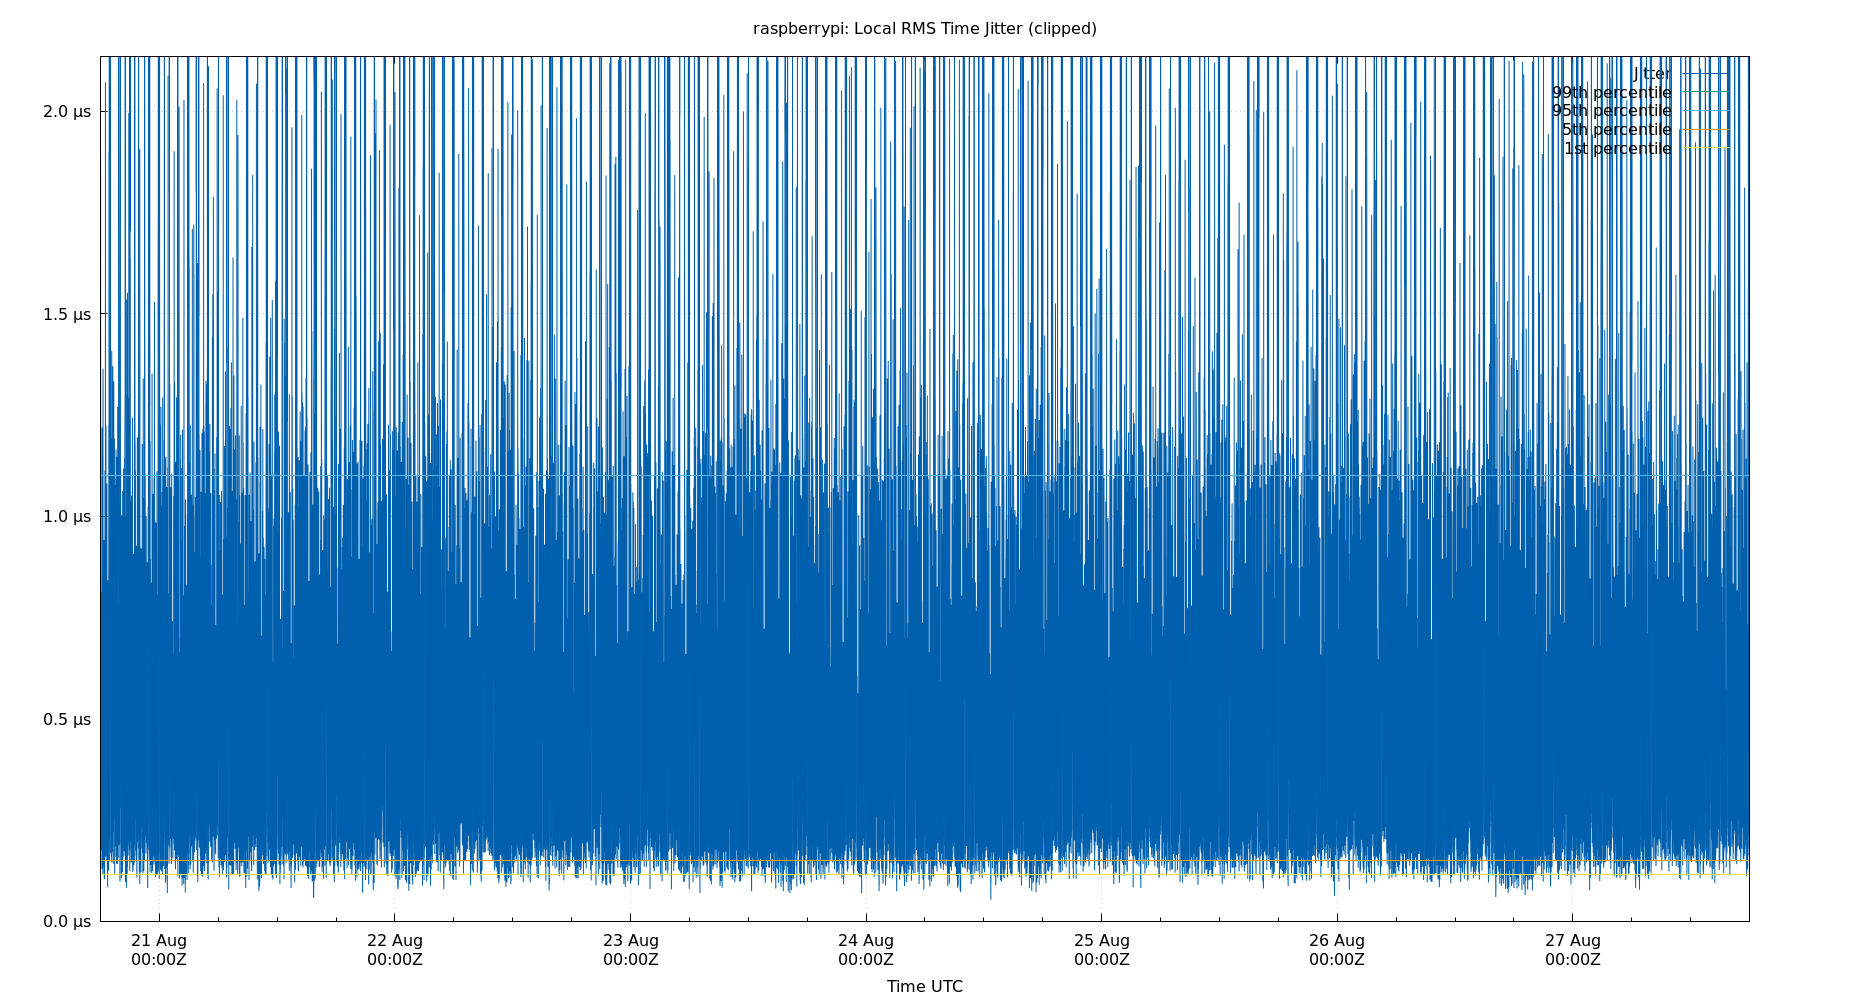 raspberrypi: Local RMS Time Jitter (clipped)
Jitter
99th percentile
95th percentile
5th percentile
1st percentile
2.0 µs
1.5 µs
1.0 µs
0.5 µs
0.0 µs
21 Aug 22 Aug 23 Aug 24 Aug 25 Aug 26 Aug 27 Aug
00:00Z 00:00Z 00:00Z 00:00Z 00:00Z 00:00Z 00:00Z
Time UTC